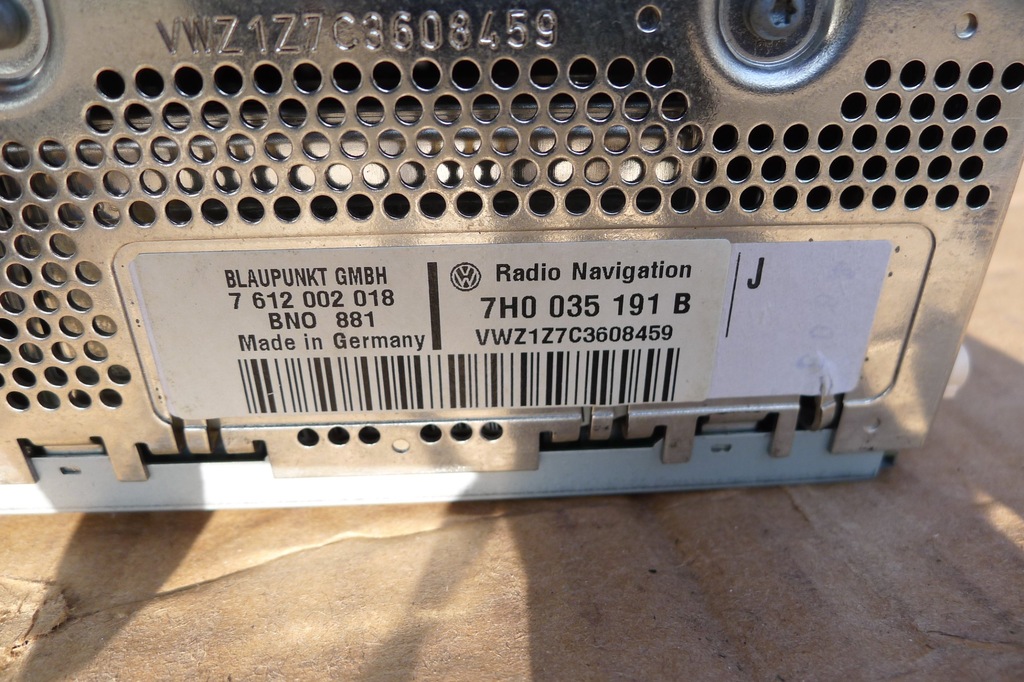 VWZ1Z7C3608459
BLAUPUNKT GMBH
7 612 002 018
BNO 881
Made in Germany
Radio Navigation
7H0 035 191 B
VWZ1Z7C3608459
J